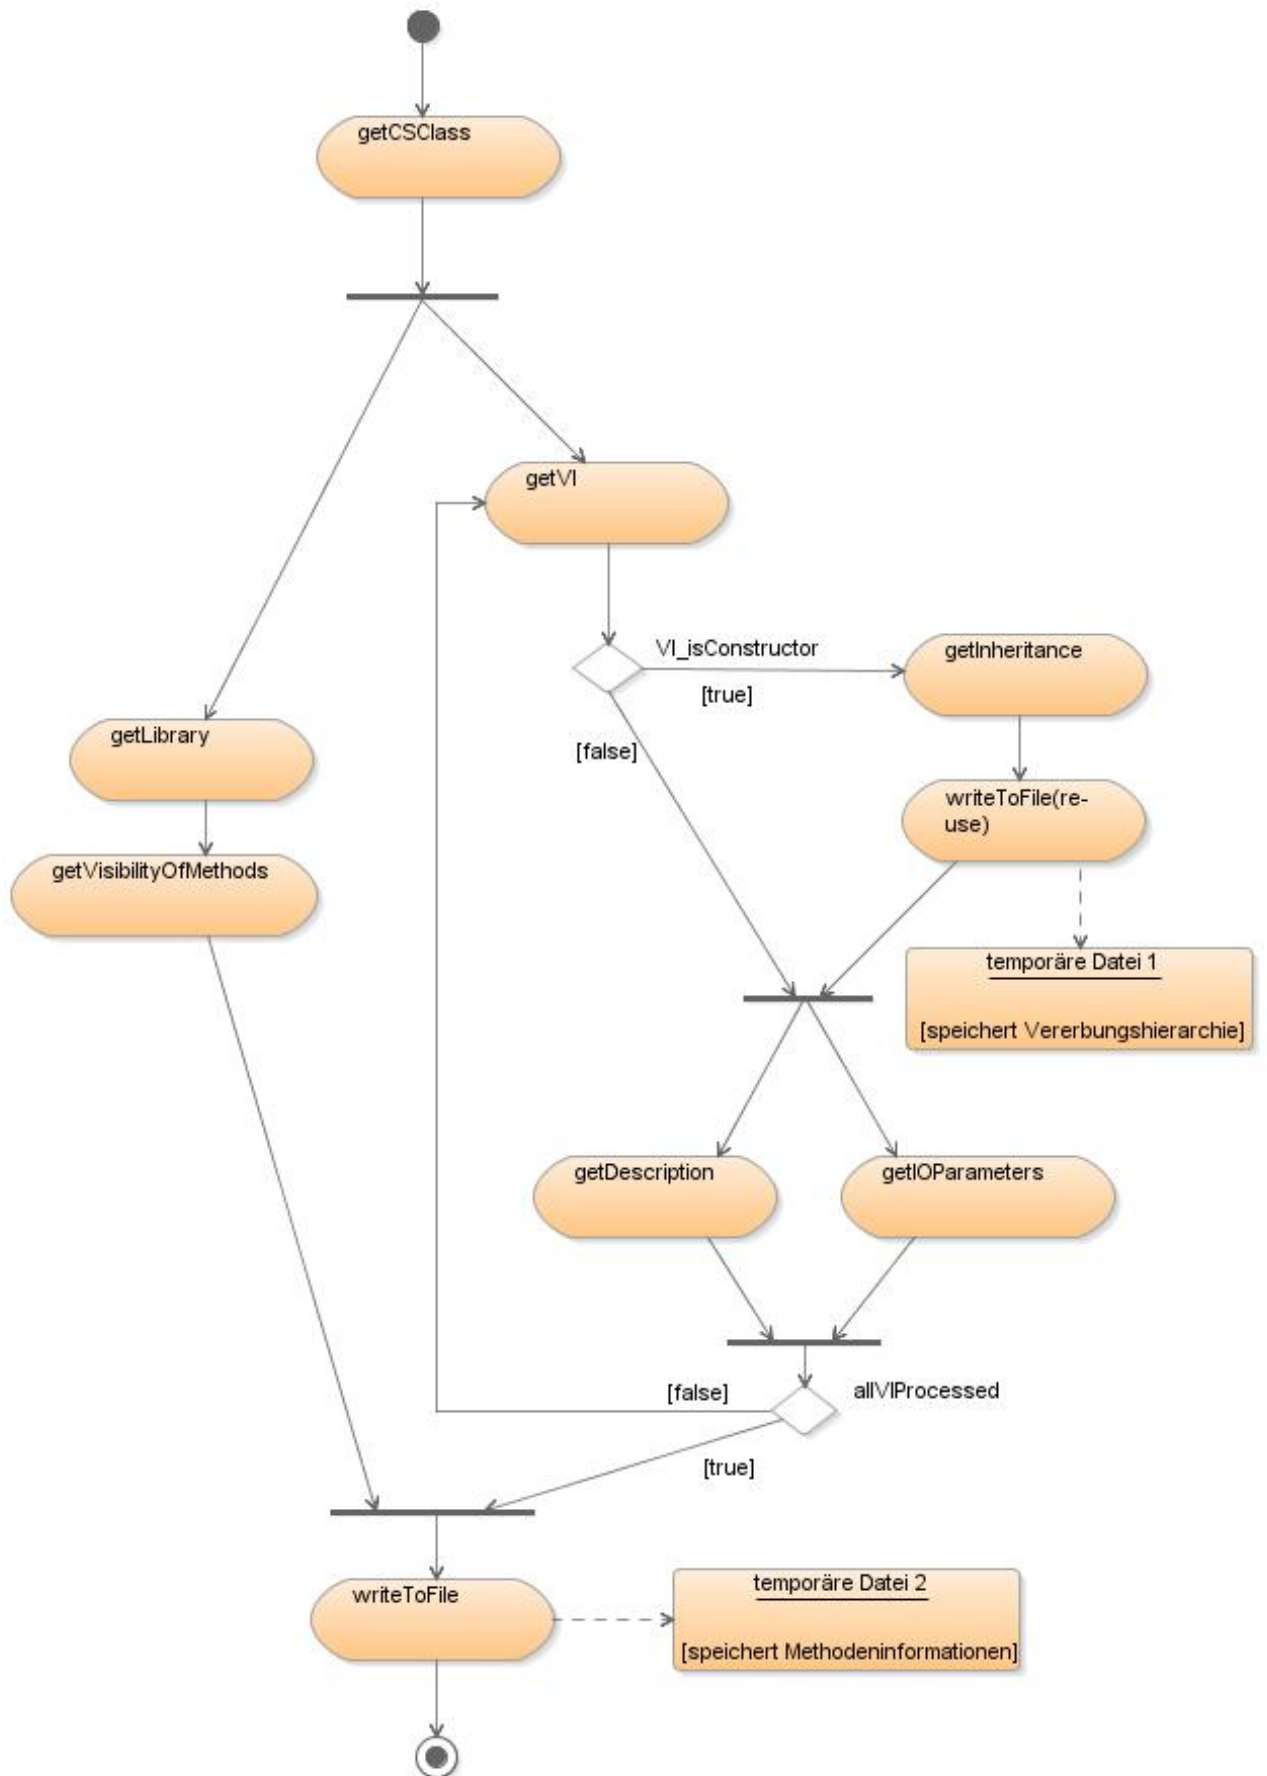 getCSClass
getVI
VI_isConstructor
[true]
getInheritance
[false]
getLibrary
writeToFile(re-
use)
getVisibilityOfMethods
temporäre Datei 1
[speichert Vererbungshierarchie]
getDescription
getIOParameters
[false]
allVIProcessed
[true]
writeToFile
temporäre Datei 2
[speichert Methodeninformationen]